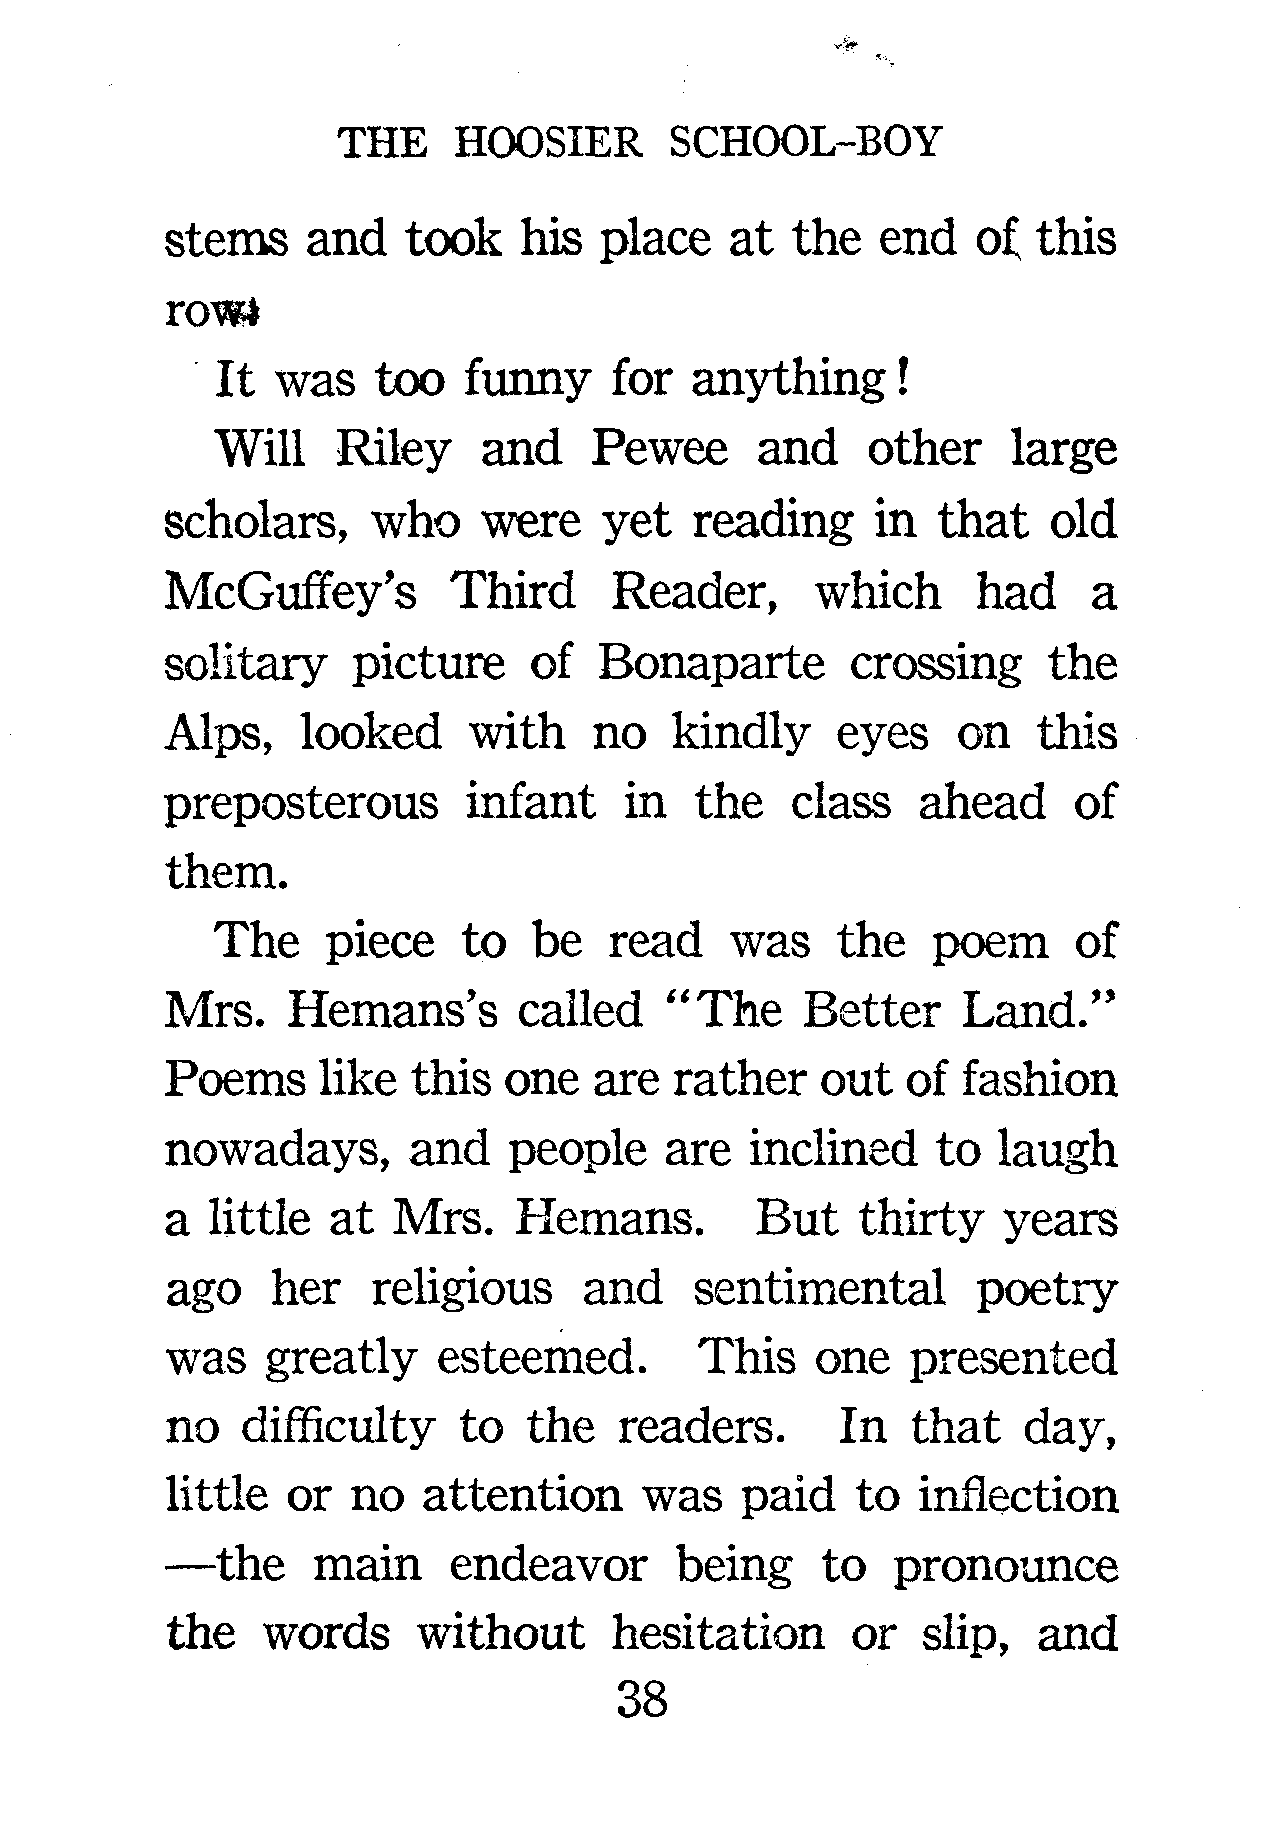 THE HOOSIER SCHOOL-BOY
stems and took his place at the end of this
row.
It was too funny for anything!
Will Riley and Pewee and other large
scholars, who were yet reading in that old
McGuffey's Third Reader, which had a
solitary picture of Bonaparte crossing the
Alps, looked with no kindly eyes on this
preposterous infant in the class ahead of
them.
The piece to be read was the poem of
Mrs. Hemans's called "The Better Land."
Poems like this one are rather out of fashion
nowadays, and people are inclined to laugh
a little at Mrs. Hemans. But thirty years
ago her religious and sentimental poetry
was greatly esteemed. This one presented
no difficulty to the readers. In that day,
little or no attention was paid to inflection
—the main endeavor being to pronounce
the words without hesitation or slip, and
38